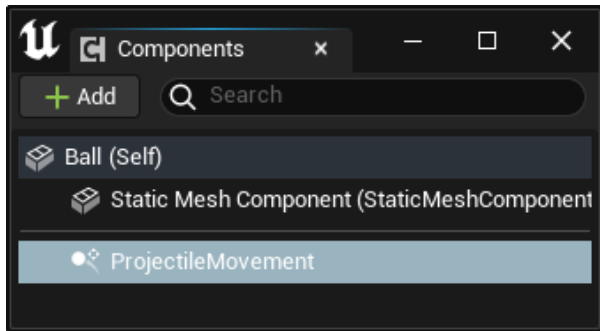 Components
Add
Search
Ball (Self)
Static Mesh Component (StaticMeshComponent
ProjectileMovement